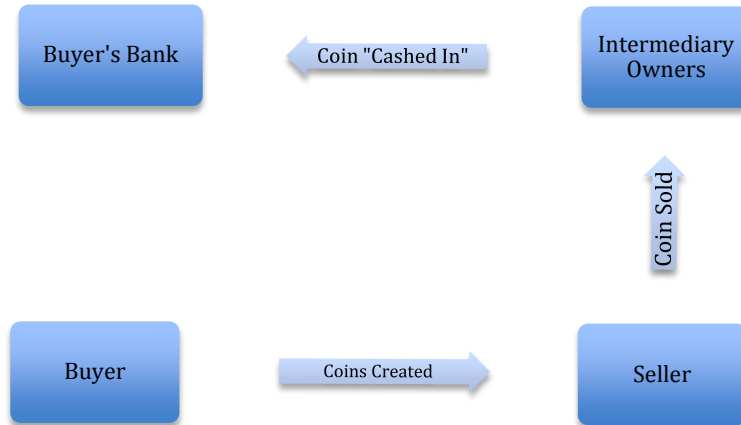 Buyer's Bank
Coin "Cashed In"
Intermediary
Owners
Coin Sold
Buyer
Coins Created
Seller